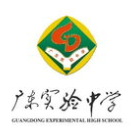 广东实验中学
GUANGDONG EXPERIMENTAL HIGH SCHOOL